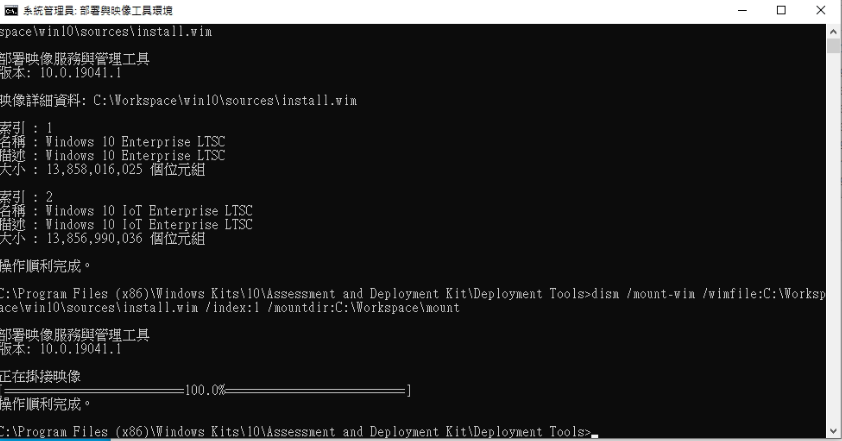 系統管理員: 部署與映像工具環境
space\win10\sources\install.wim
部署映像服務與管理工具
版本: 10.0.19041.1
映像詳細資料: C:\Workspace\win10\sources\install.wim
索引 : 1
名稱 : Windows 10 Enterprise LTSC
描述 : Windows 10 Enterprise LTSC
大小 : 13,858,016,025 個位元組
索引 : 2
名稱 : Windows 10 IoT Enterprise LTSC
描述 : Windows 10 IoT Enterprise LTSC
大小 : 13,856,990,036 個位元組
操作順利完成。
C:\Program Files (x86)\Windows Kits\10\Assessment and Deployment Kit\Deployment Tools>dism /mount-wim /wimfile:C:\Worksp
ace\win10\sources\install.wim /index:1 /mountdir:C:\Workspace\mount
部署映像服務與管理工具
版本: 10.0.19041.1
正在掛接映像
[==========================100.0%==========================]
操作順利完成。
C:\Program Files (x86)\Windows Kits\10\Assessment and Deployment Kit\Deployment Tools>